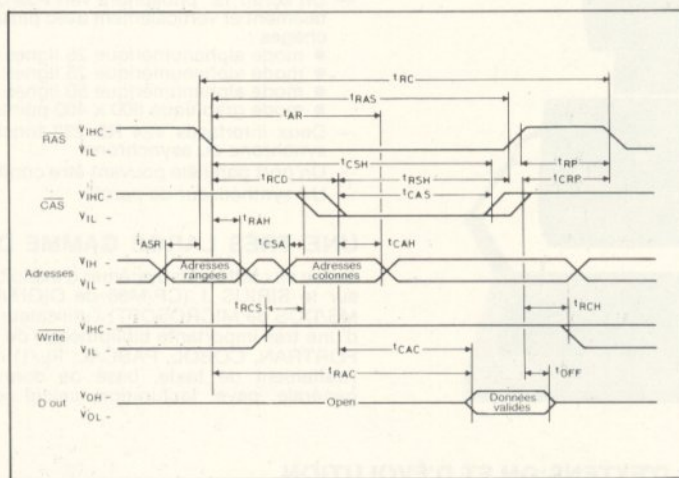 tRC
tRAS
tAR
RAS VIHC
VIL
tCSH
tRP
tRCD
tRSH
tCRP
CAS VIHC
tCAS
VIL
tRAH
tASR
tCSA
tCAH
Adresses VIH
VIL
Adresses rangées
Adresses colonnes
tRCS
tRCH
Write VIHC
VIL
tCAC
tRAC
tOFF
D out VOH
VOL
Open
Données valides